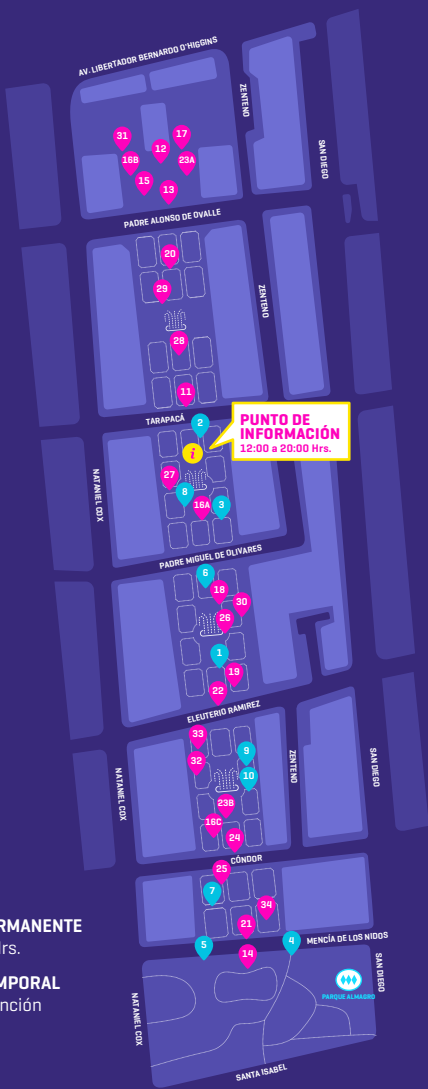 AV. LIBERTADOR BERNARDO O'HIGGINS
ZENTENO
SAN DIEGO
31
12
17
16B
23A
15
13
PADRE ALONSO DE OVALLE
20
29
ZENTENO
28
11
TARAPACÁ
2
i
PUNTO DE
INFORMACIÓN
12:00 a 20:00 Hrs.
NATANIEL COX
27
8
16A
3
PADRE MIGUEL DE OLIVARES
6
18
30
26
1
19
22
ELEUTERIO RAMIREZ
33
32
9
10
NATANIEL COX
ZENTENO
SAN DIEGO
23B
16C
24
CÓNDOR
25
7
34
21
RMANENTE
Hrs.
5
14
4
MENCÍA DE LOS NIDOS
MPORAL
nción
NATANIEL COX
PARQUE ALMAGRO
SAN DIEGO
SANTA ISABEL